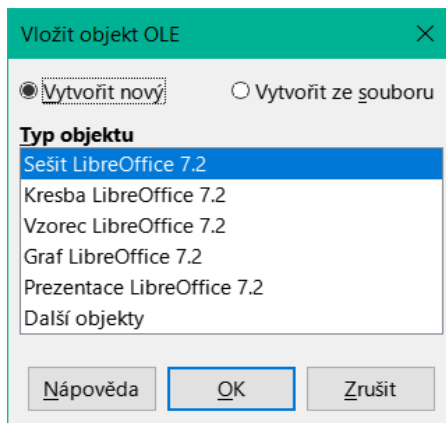 Vložit objekt OLE
Vytvořit nový Vytvořit ze souboru
Typ objektu
Sešit LibreOffice 7.2
Kresba LibreOffice 7.2
Vzorec LibreOffice 7.2
Graf LibreOffice 7.2
Prezentace LibreOffice 7.2
Další objekty
Nápověda OK Zrušit